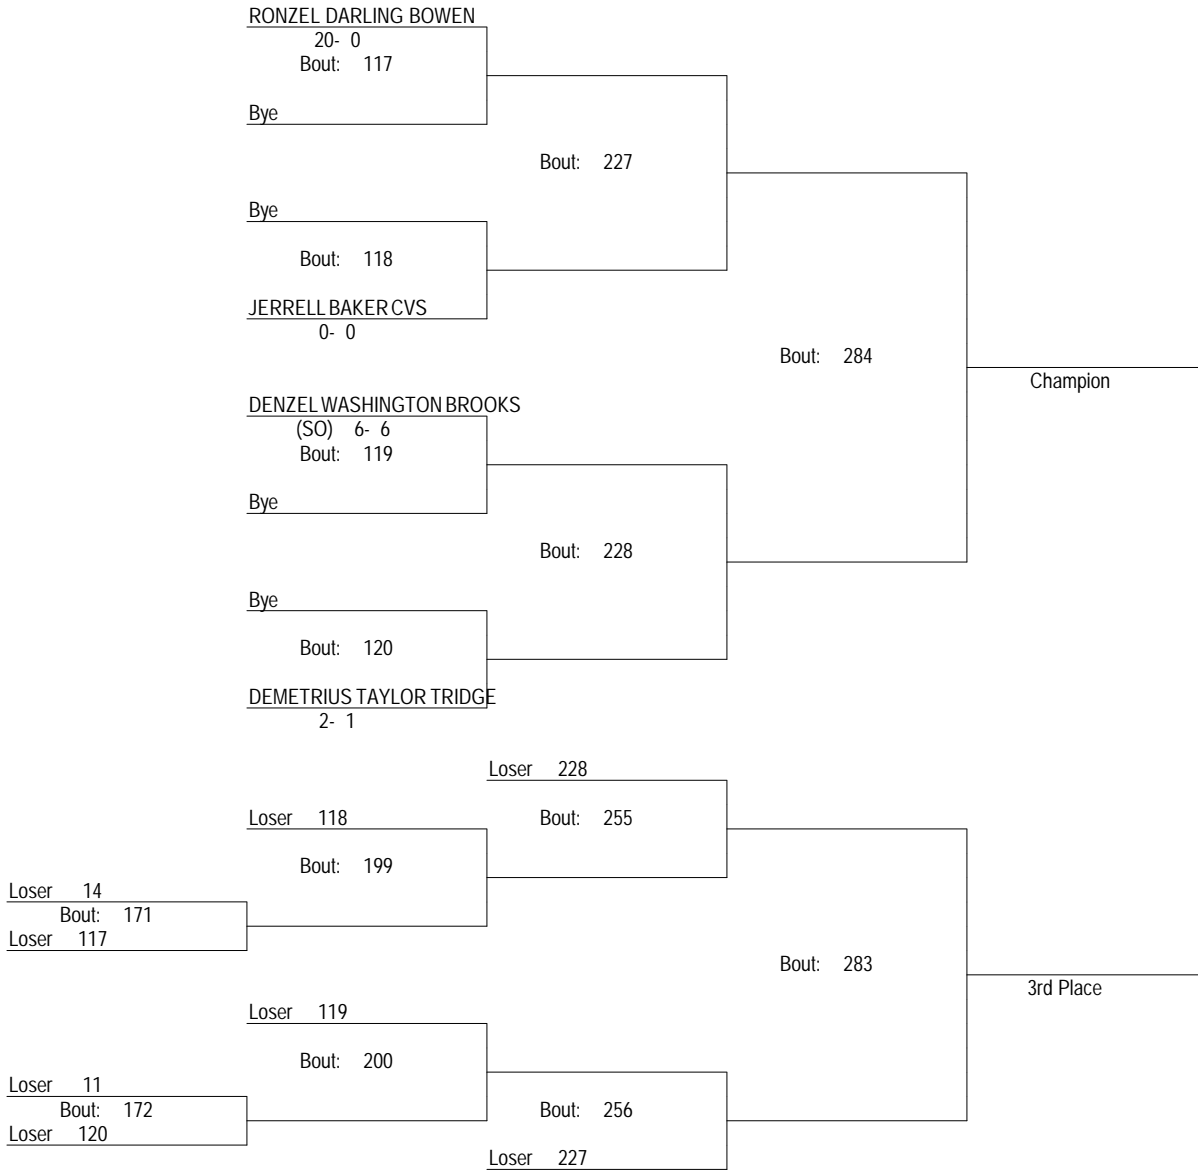 RONZEL DARLING BOWEN
20- 0
Bout: 117
Bye
Bout: 227
Bye
Bout: 118
JERRELL BAKER CVS
0- 0
Bout: 284
Champion
DENZEL WASHINGTON BROOKS
(SO) 6- 6
Bout: 119
Bye
Bout: 228
Bye
Bout: 120
DEMETRIUS TAYLOR TRIDGE
2- 1
Loser 228
Loser 118
Bout: 255
Bout: 199
Loser 14
Bout: 171
Loser 117
Bout: 283
3rd Place
Loser 119
Bout: 200
Loser 11
Bout: 172
Bout: 256
Loser 120
Loser 227